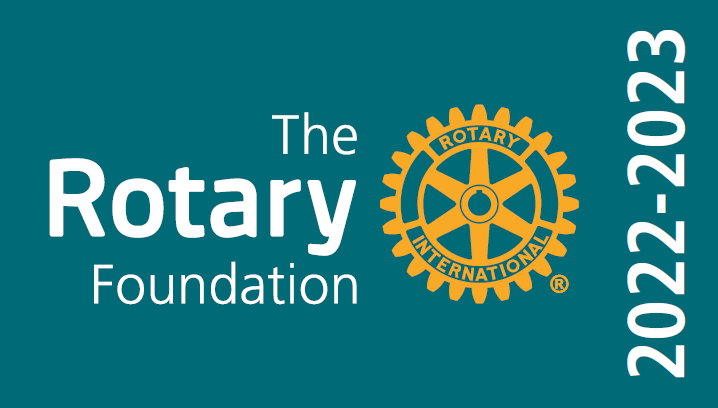 The
Rotary
Foundation
ROTARY
INTERNATIONAL
®
2022-2023